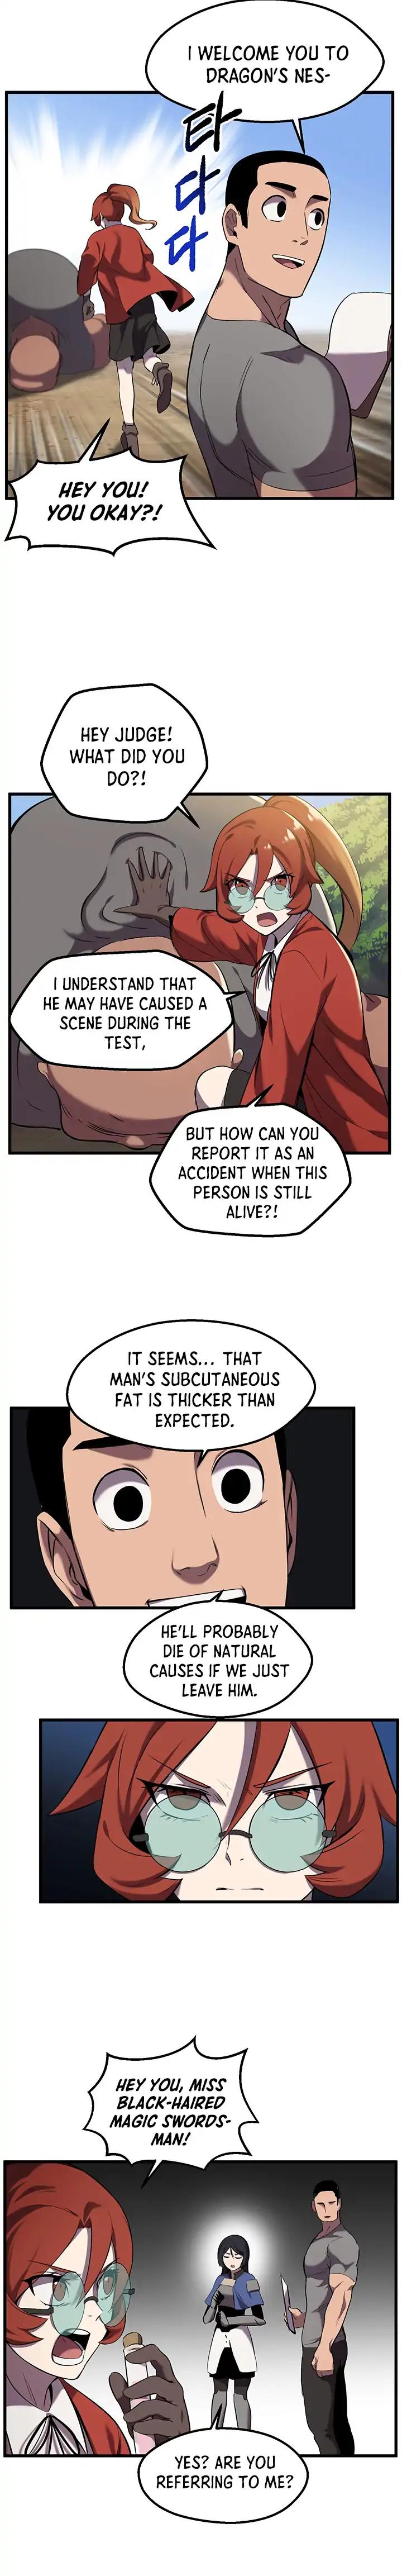 I WELCOME YOU TO
DRAGON'S NES-
타
다
다
HEY YOU!
YOU OKAY?!
HEY JUDGE!
WHAT DID YOU
DO?!
I UNDERSTAND THAT
HE MAY HAVE CAUSED A
SCENE DURING THE
TEST,
BUT HOW CAN YOU
REPORT IT AS AN
ACCIDENT WHEN THIS
PERSON IS STILL
ALIVE?!
IT SEEMS... THAT
MAN'S SUBCUTANEOUS
FAT IS THICKER THAN
EXPECTED.
HE'LL PROBABLY
DIE OF NATURAL
CAUSES IF WE JUST
LEAVE HIM.
HEY YOU, MISS
BLACK-HAIRED
MAGIC SWORDS-
MAN!
YES? ARE YOU
REFERRING TO ME?